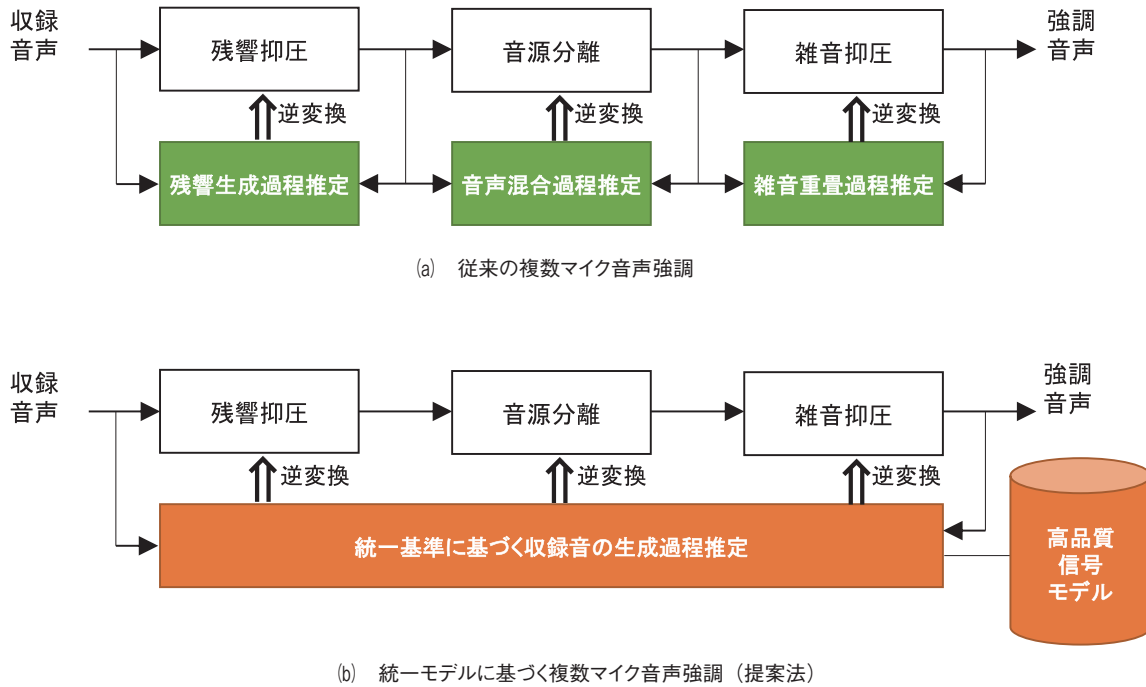 収録
音声
残響抑圧
音源分離
雑音抑圧
強調
音声
逆変換
逆変換
逆変換
残響生成過程推定
音声混合過程推定
雑音重畳過程推定
(a) 従来の複数マイク音声強調
収録
音声
残響抑圧
音源分離
雑音抑圧
強調
音声
逆変換
逆変換
逆変換
統一基準に基づく収録音の生成過程推定
高品質
信号
モデル
(b) 統一モデルに基づく複数マイク音声強調（提案法）